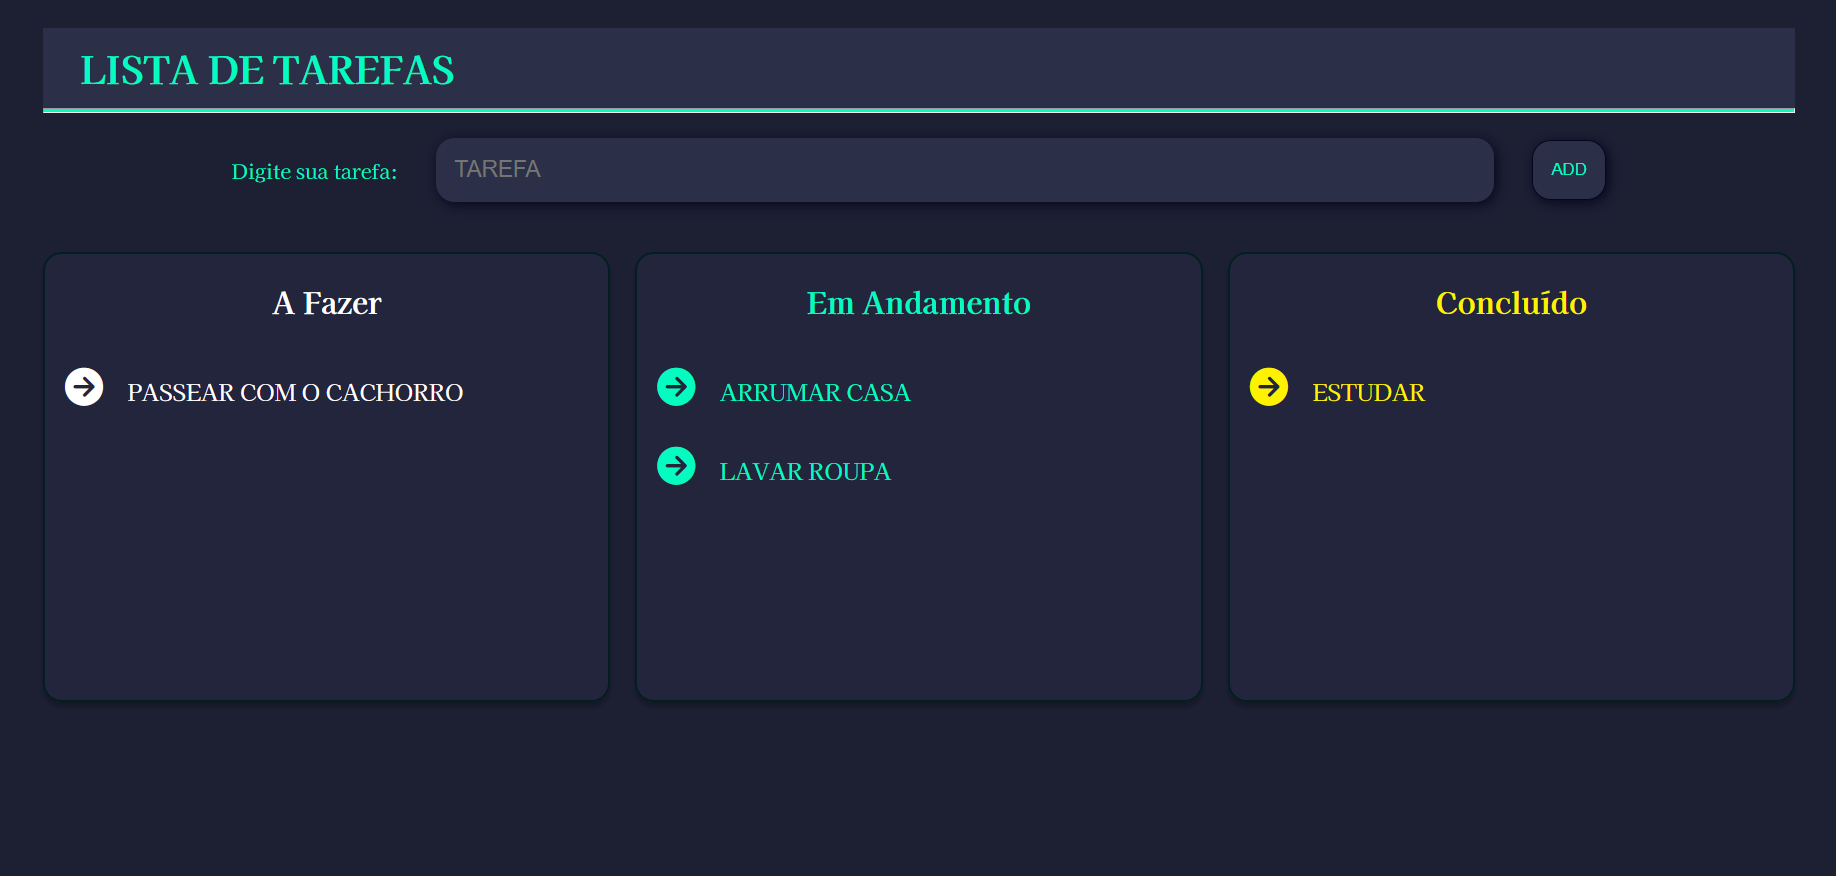 LISTA DE TAREFAS
Digite sua tarefa:
TAREFA
ADD
A Fazer
PASSEAR COM O CACHORRO
Em Andamento
ARRUMAR CASA
LAVAR ROUPA
Concluído
ESTUDAR